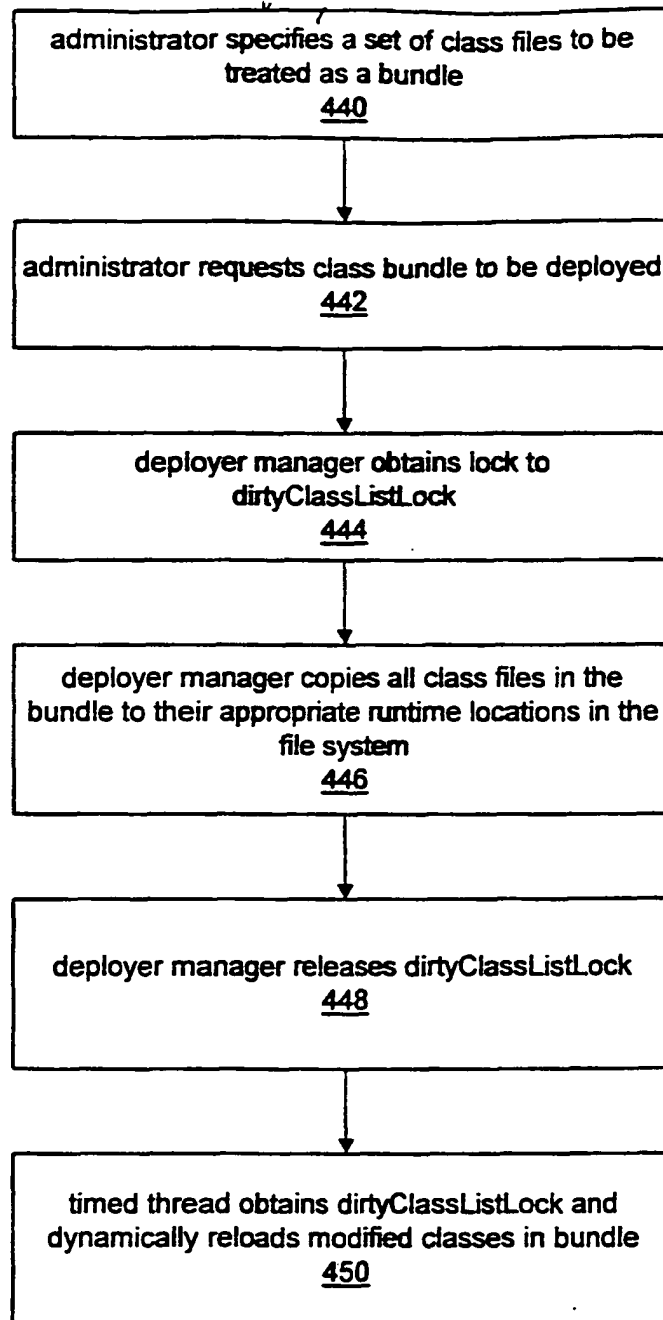 administrator specifies a set of class files to be
treated as a bundle
440
administrator requests class bundle to be deployed
442
deployer manager obtains lock to
dirtyClassListLock
444
deployer manager copies all class files in the
bundle to their appropriate runtime locations in the
file system
446
deployer manager releases dirtyClassListLock
448
timed thread obtains dirtyClassListLock and
dynamically reloads modified classes in bundle
450